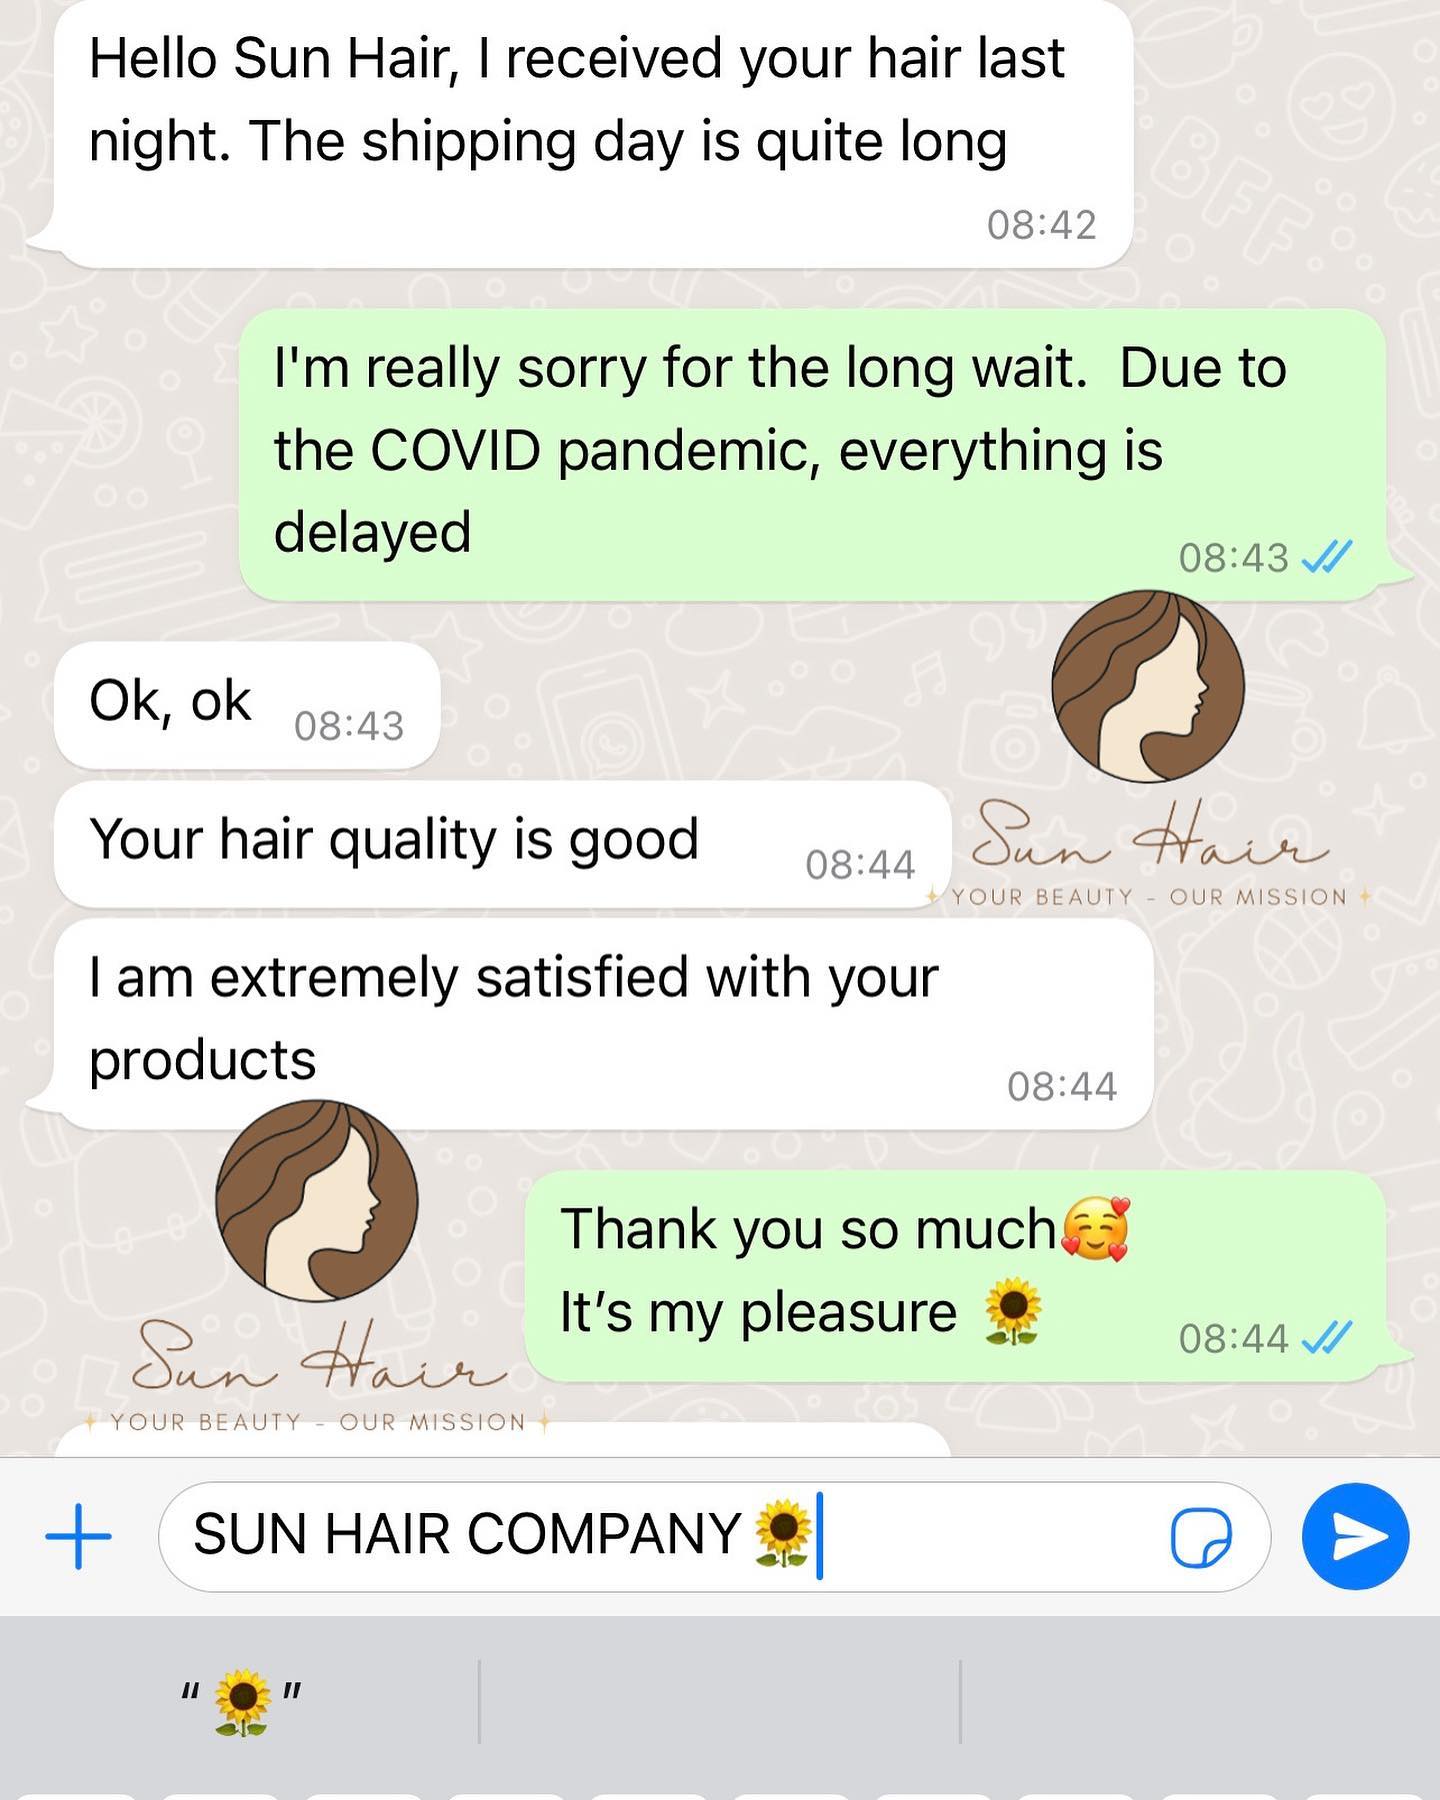 Hello Sun Hair, I received your hair last
night. The shipping day is quite long
08:42
I'm really sorry for the long wait.  Due to
the COVID pandemic, everything is
delayed
08:43
Ok, ok
08:43
Your hair quality is good
08:44
Sun Hair
YOUR BEAUTY - OUR MISSION
I am extremely satisfied with your
products
08:44
Thank you so much🥰
It’s my pleasure 🌻
08:44
Sun Hair
YOUR BEAUTY - OUR MISSION
SUN HAIR COMPANY🌻
“🌻”